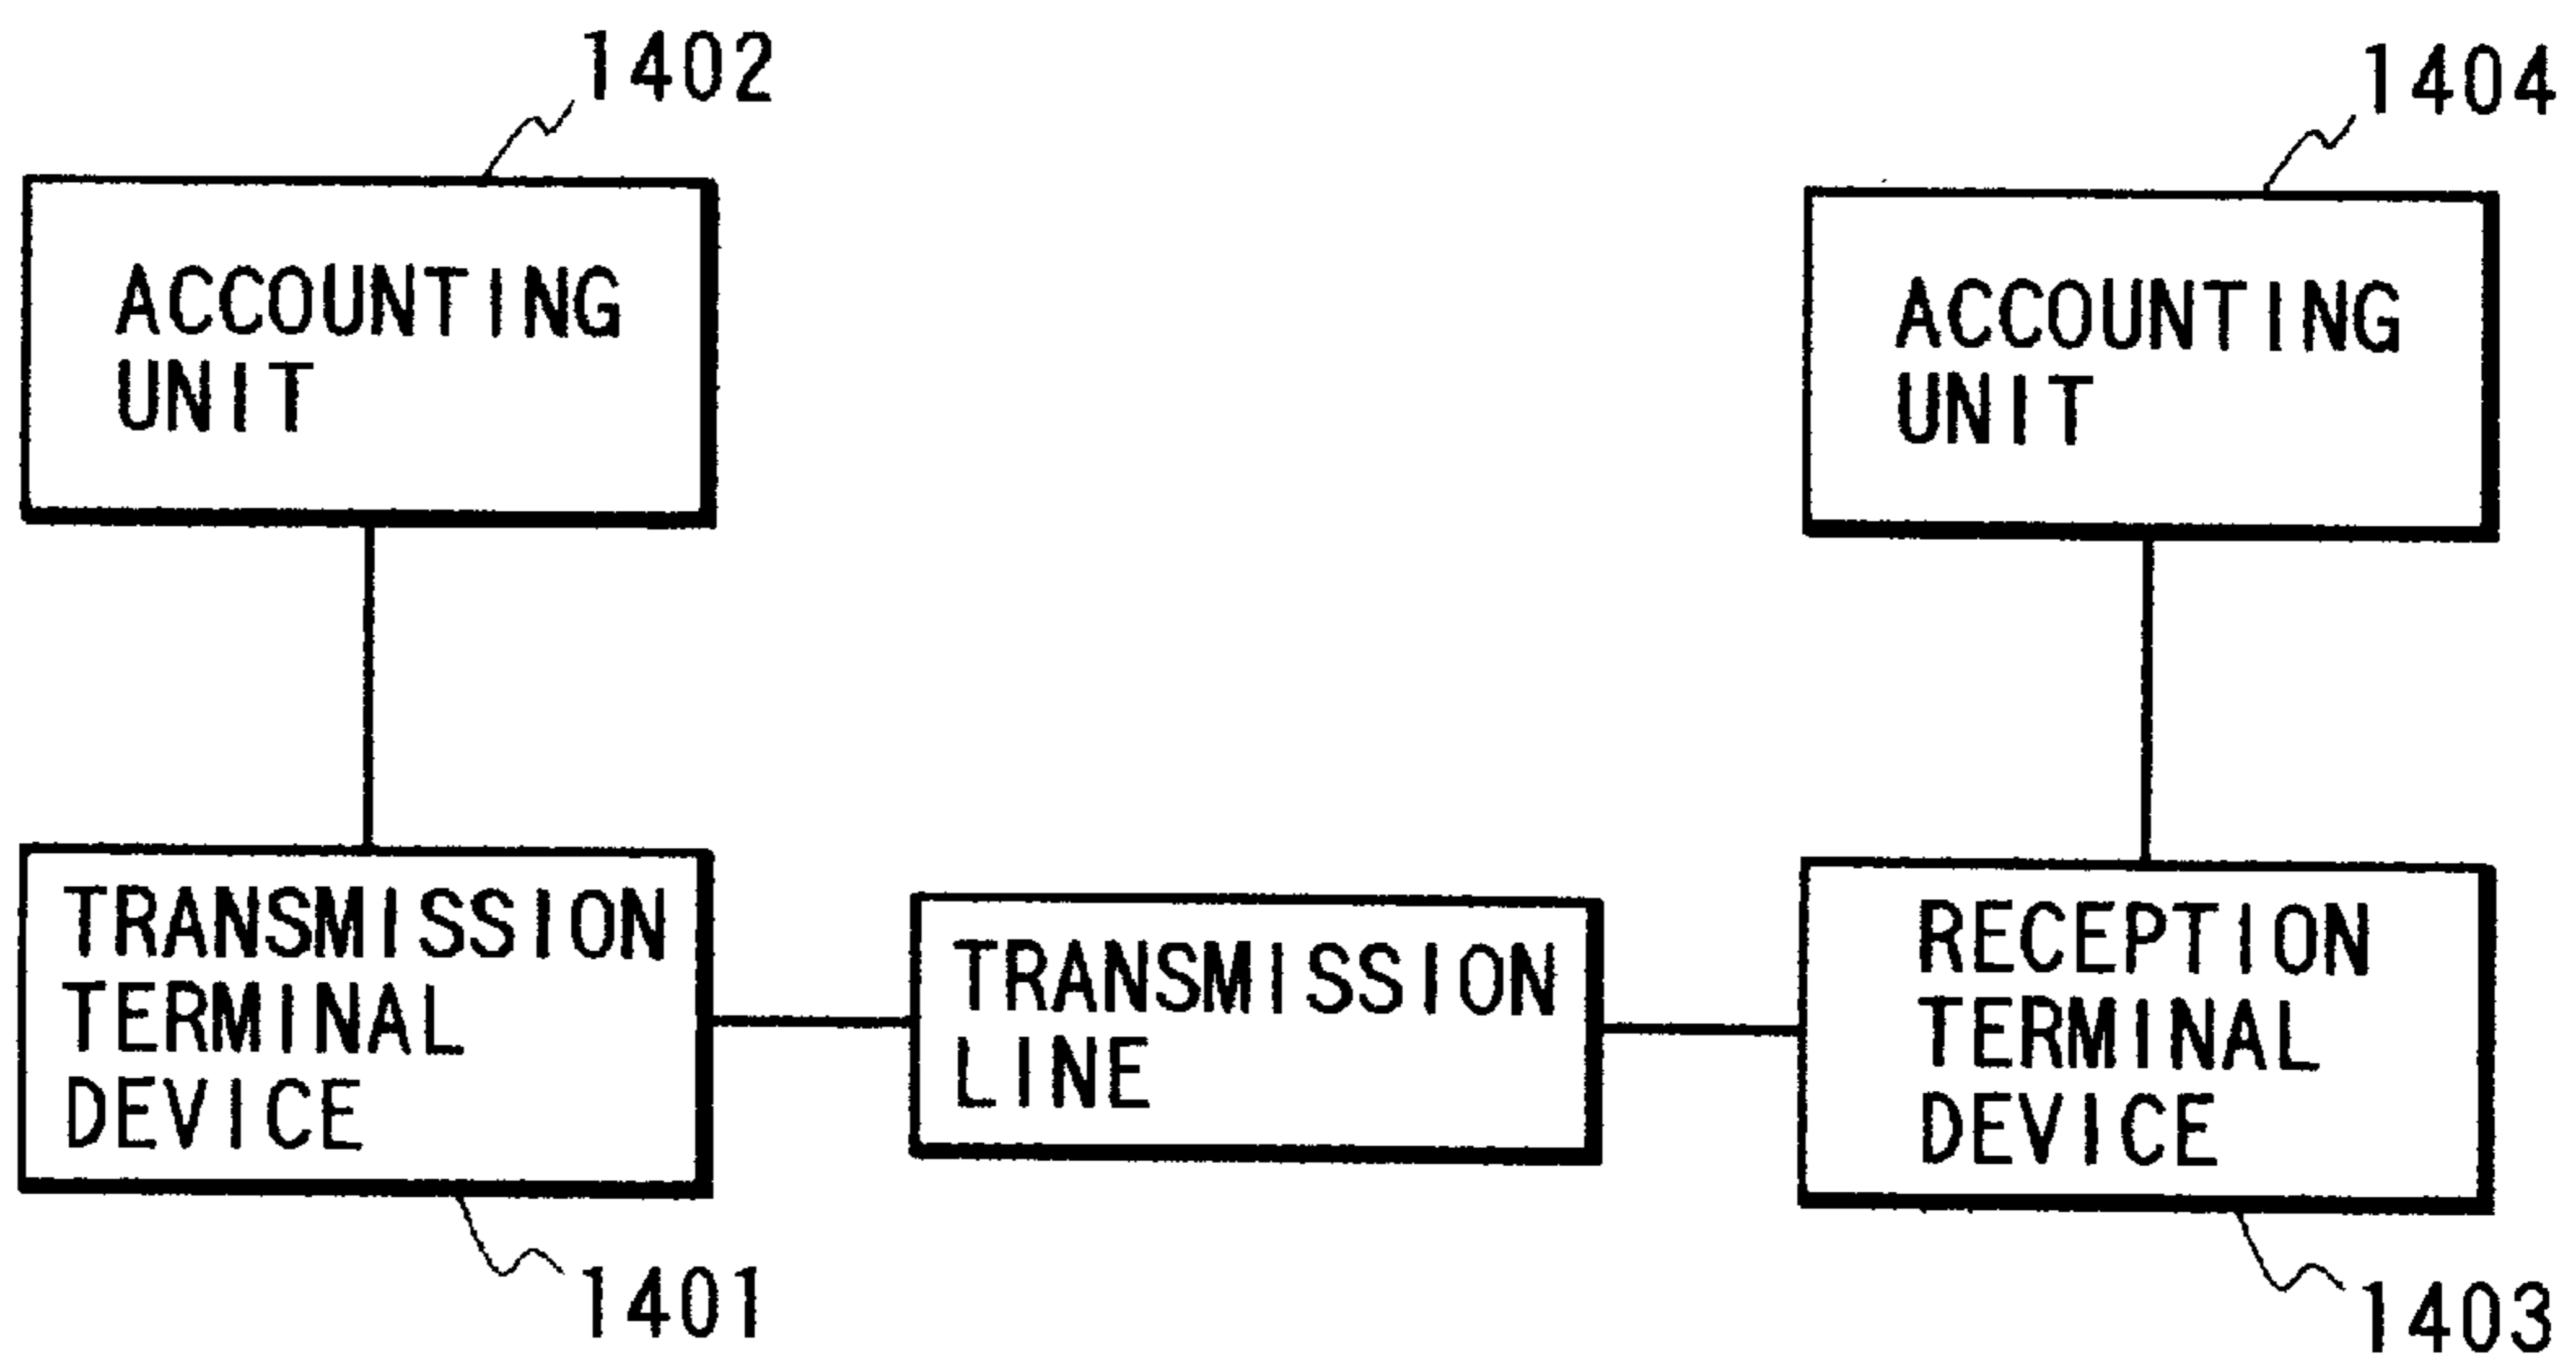 1402
1404
ACCOUNTING
UNIT
ACCOUNTING
UNIT
TRANSMISSION
TERMINAL
DEVICE
TRANSMISSION
LINE
RECEPTION
TERMINAL
DEVICE
1401
1403